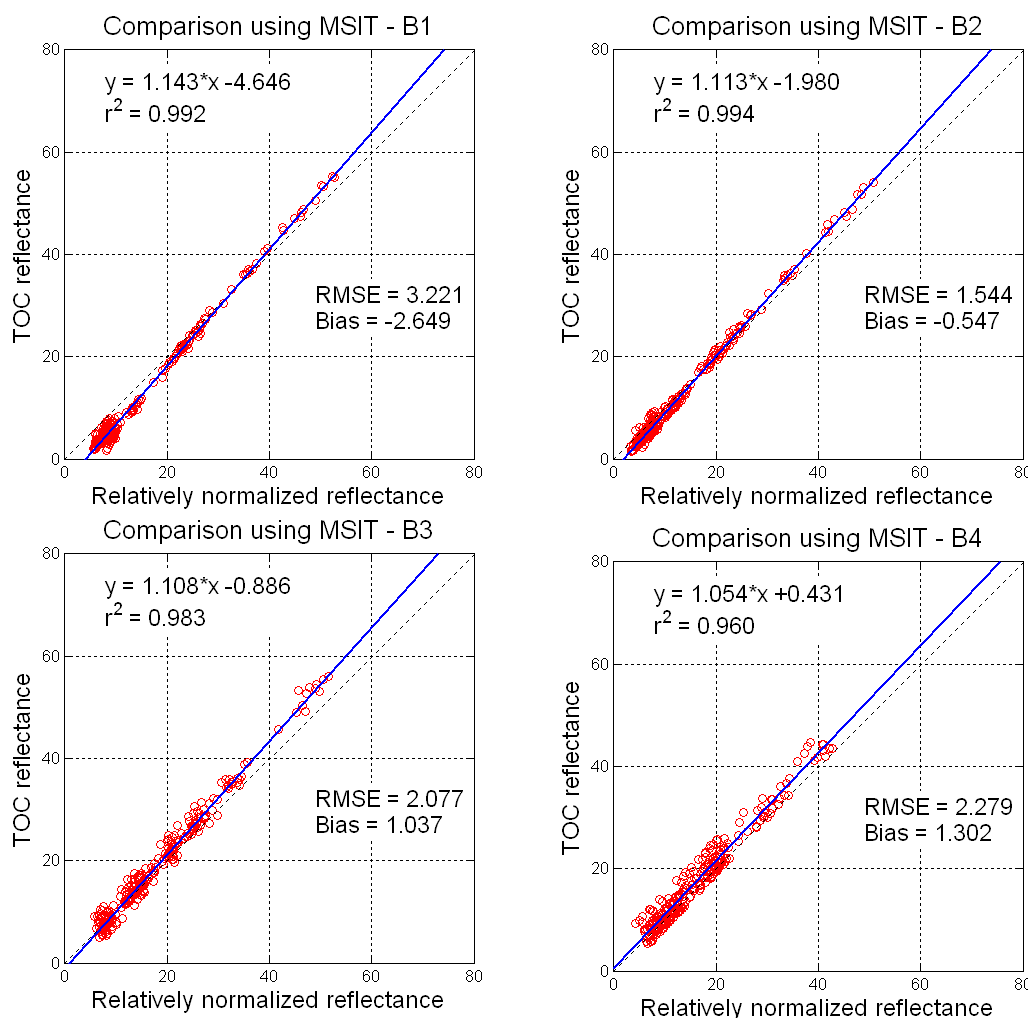 Comparison using MSIT - B1
y = 1.143*x -4.646
r² = 0.992
RMSE = 3.221
Bias = -2.649
TOC reflectance
80
60
40
20
0
0 20 40 60 80
Relatively normalized reflectance
Comparison using MSIT - B2
y = 1.113*x -1.980
r² = 0.994
RMSE = 1.544
Bias = -0.547
TOC reflectance
80
60
40
20
0
0 20 40 60 80
Relatively normalized reflectance
Comparison using MSIT - B3
y = 1.108*x -0.886
r² = 0.983
RMSE = 2.077
Bias = 1.037
TOC reflectance
80
60
40
20
0
0 20 40 60 80
Relatively normalized reflectance
Comparison using MSIT - B4
y = 1.054*x +0.431
r² = 0.960
RMSE = 2.279
Bias = 1.302
TOC reflectance
80
60
40
20
0
0 20 40 60 80
Relatively normalized reflectance